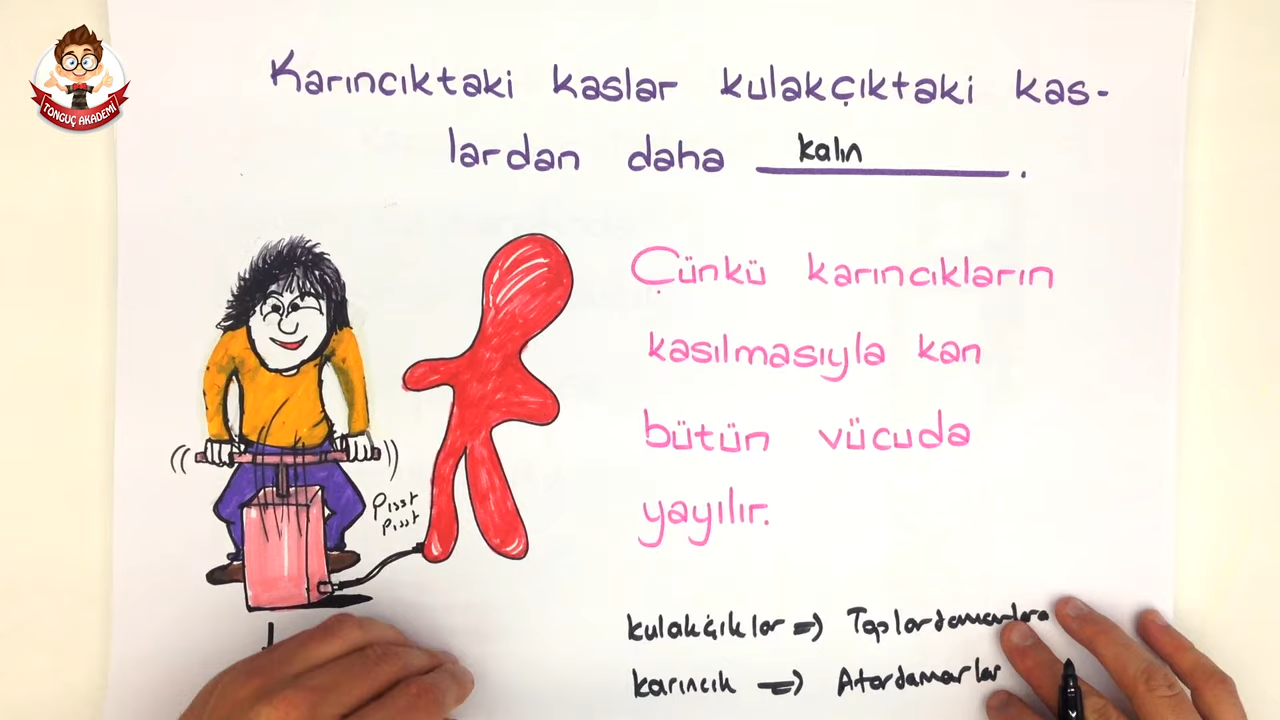 TONGUÇ AKADEMİ
Karıncıktaki kaslar kulakçıktaki kas-
lardan daha kalın .
Çünkü karıncıkların
kasılmasıyla kan
bütün vücuda
yayılır.
Pısst
Pısst
kulakçıklar => Toplardamarlara
karıncık => Atardamarlar